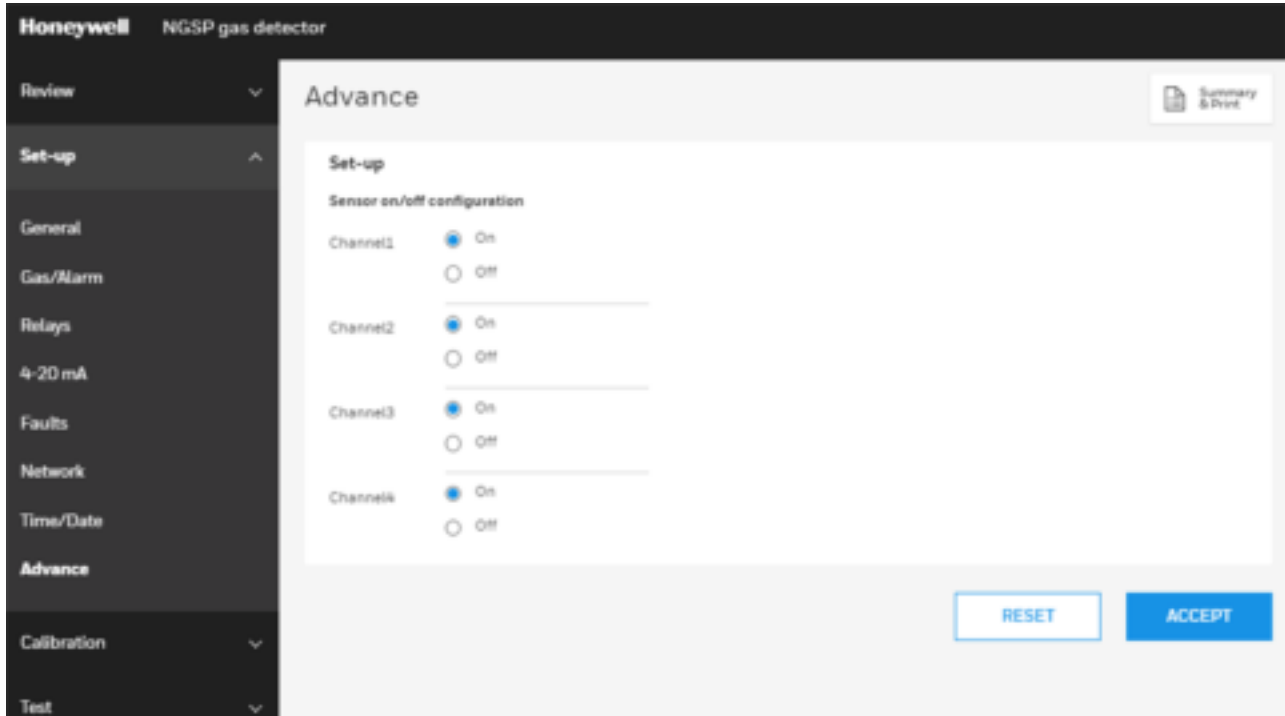 Honeywell NGSP gas detector
Review
Set-up
General
Gas/Alarm
Relays
4-20 mA
Faults
Network
Time/Date
Advance
Calibration
Test
Advance
Summary
& Print
Set-up
Sensor on/off configuration
Channel1 On
Off
Channel2 On
Off
Channel3 On
Off
Channel4 On
Off
RESET ACCEPT